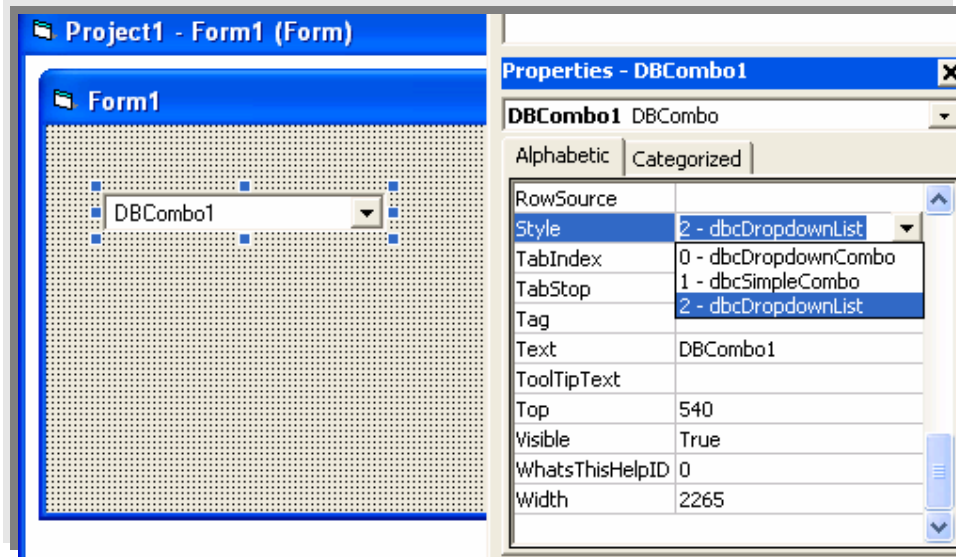 Project1 - Form1 (Form)
Form1
DBCombo1
Properties - DBCombo1
DBCombo1 DBCombo
Alphabetic Categorized
RowSource
Style 2 - dbcDropdownList
0 - dbcDropdownCombo
1 - dbcSimpleCombo
2 - dbcDropdownList
TabIndex
TabStop
Tag
Text DBCombo1
ToolTipText
Top 540
Visible True
WhatsThisHelpID 0
Width 2265